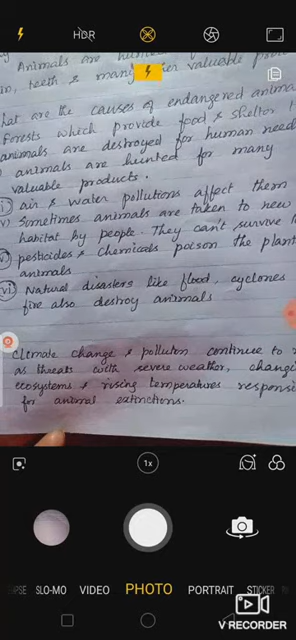 HDR
Animals are
, teeth & many valuable
hat are the causes of endangered anima
Forests which provide food & shelter t
animals are destroyed for human need
animals are hunted for many
valuable products.
air & water pollutions affect them
v) Sometimes animals are taken to new
habitat by people. They can't survive
v) pesticides & Chemicals poison the plant
animals
vi) Natural disasters like flood, cyclones
fire also destroy animals
Climate change & polluton continue to
as threats with severe weather, changi
ecosystems & rising temperatures responsi
for animal extinctions.
1x
SLO-MO VIDEO PHOTO PORTRAIT STICKER
V RECORDER